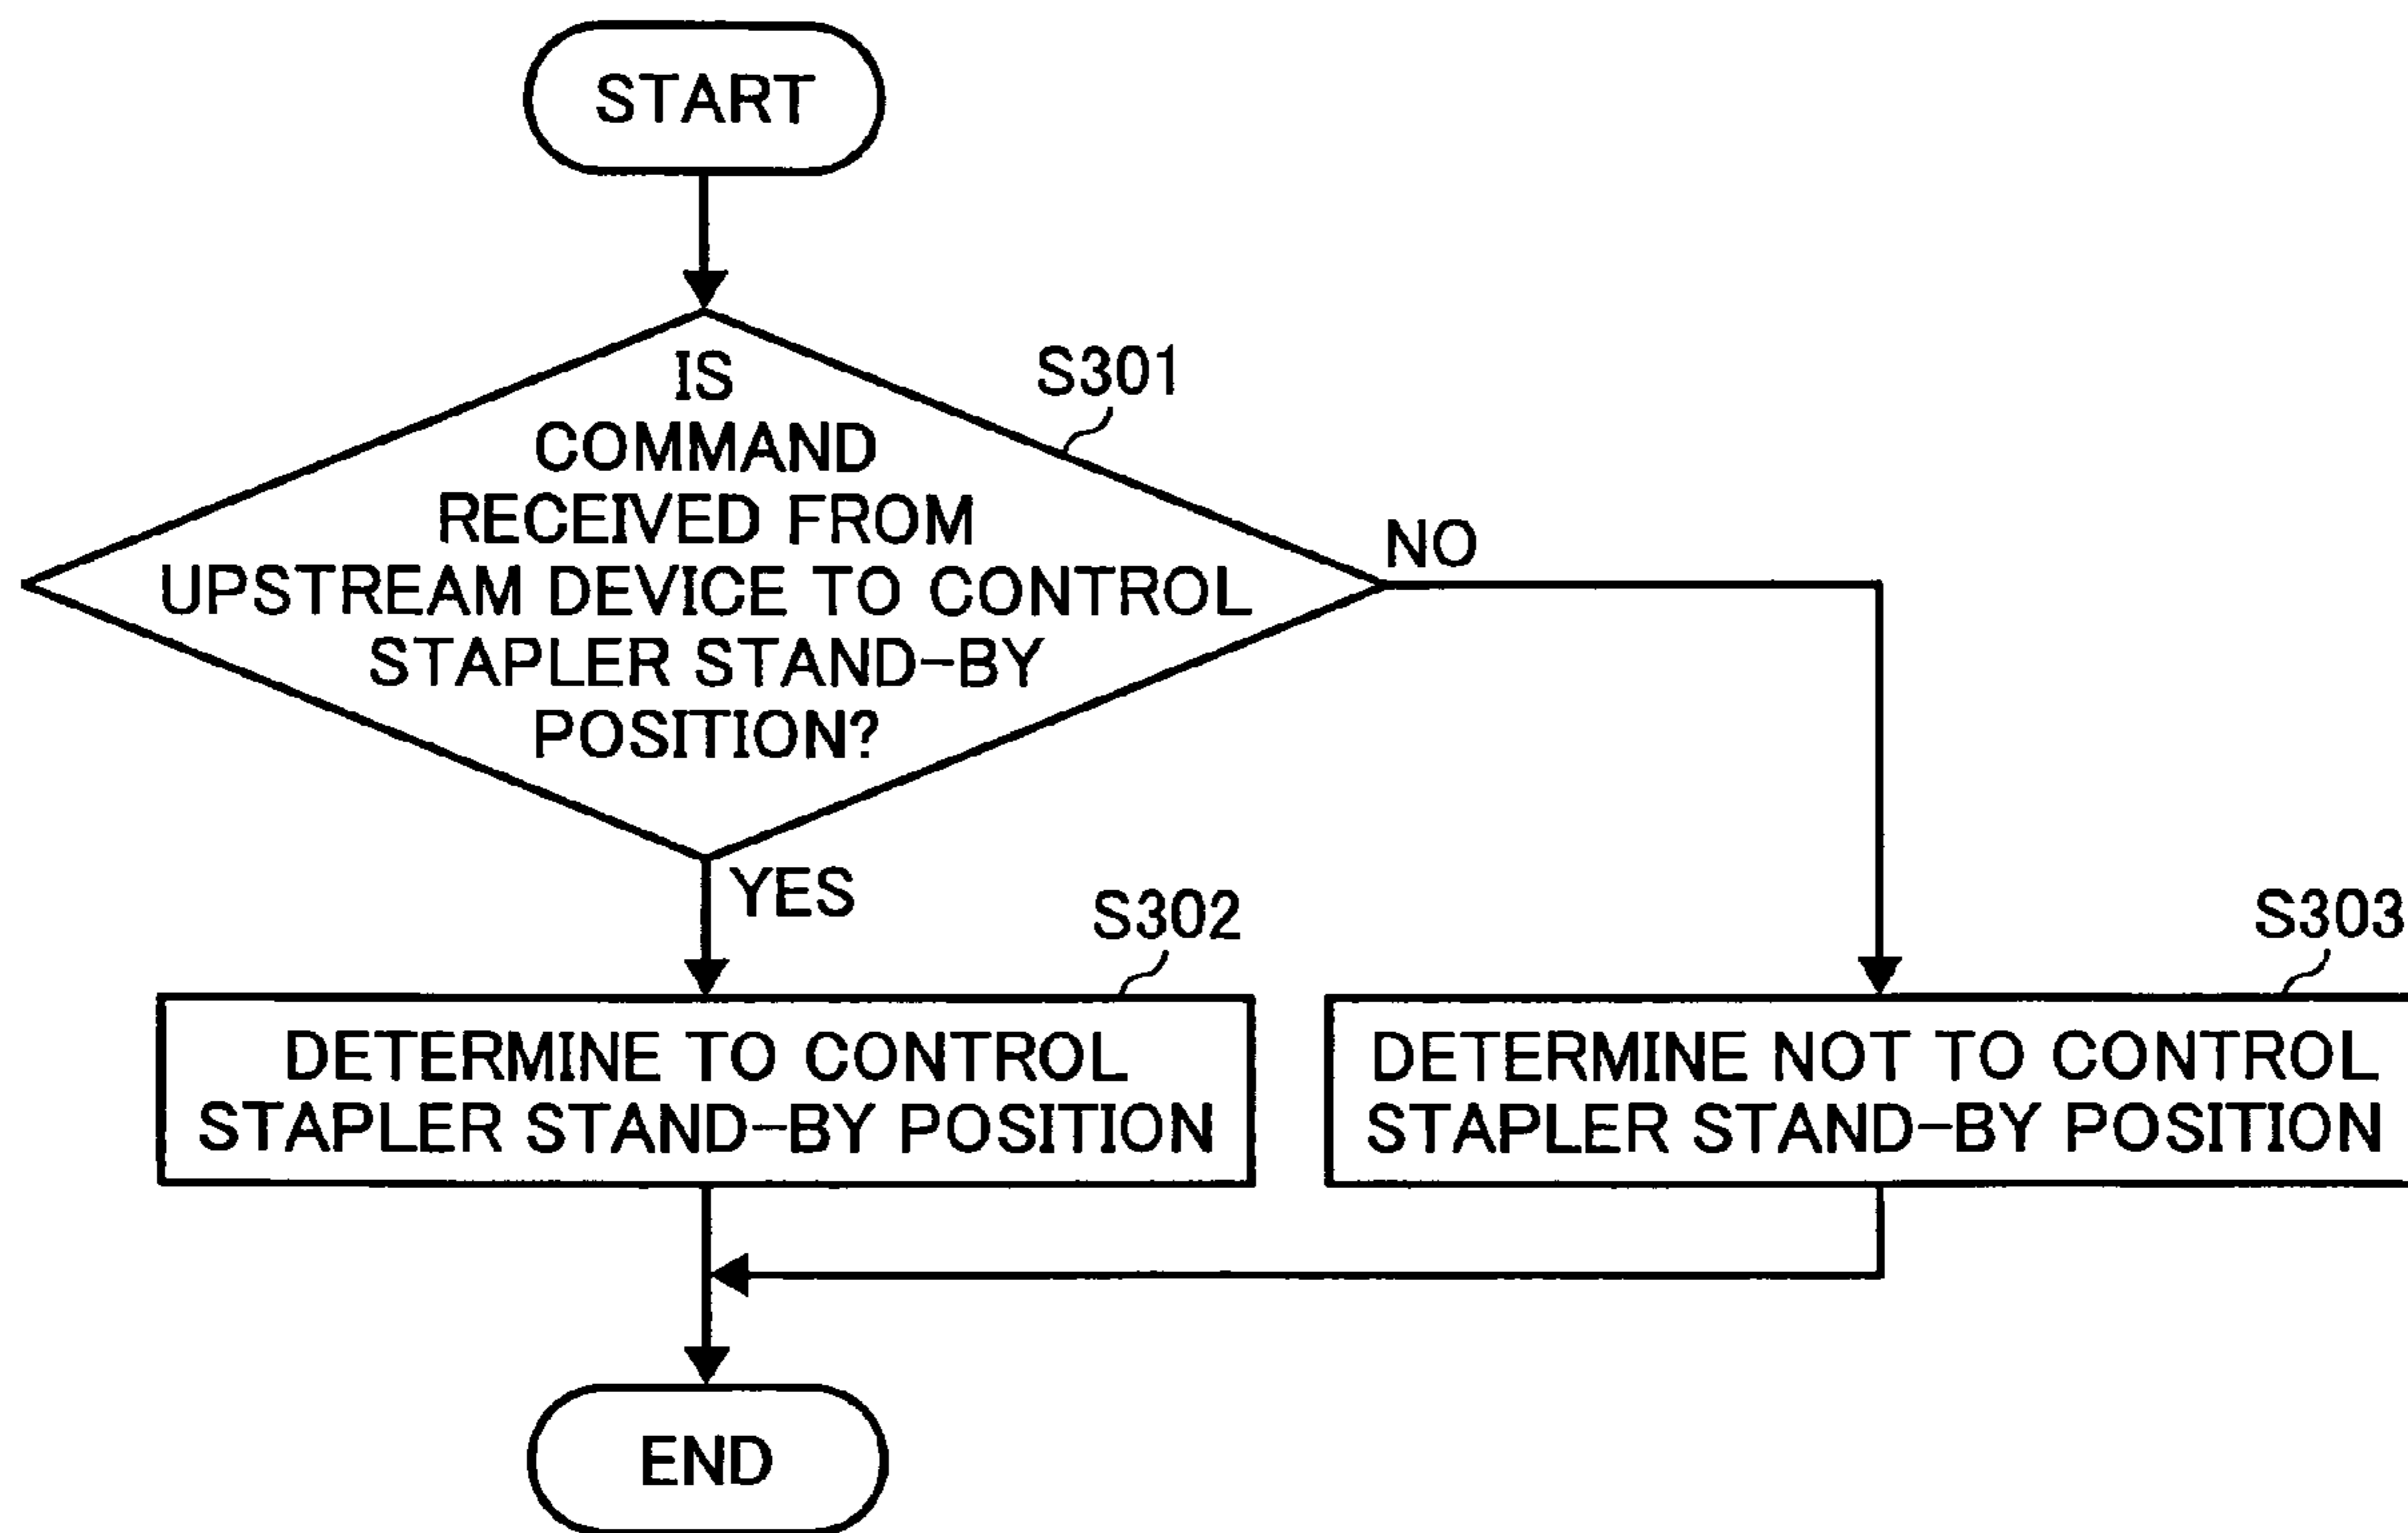 START
S301
IS
COMMAND
RECEIVED FROM
UPSTREAM DEVICE TO CONTROL
STAPLER STAND-BY
POSITION?
NO
YES
S302
DETERMINE TO CONTROL
STAPLER STAND-BY POSITION
S303
DETERMINE NOT TO CONTROL
STAPLER STAND-BY POSITION
END